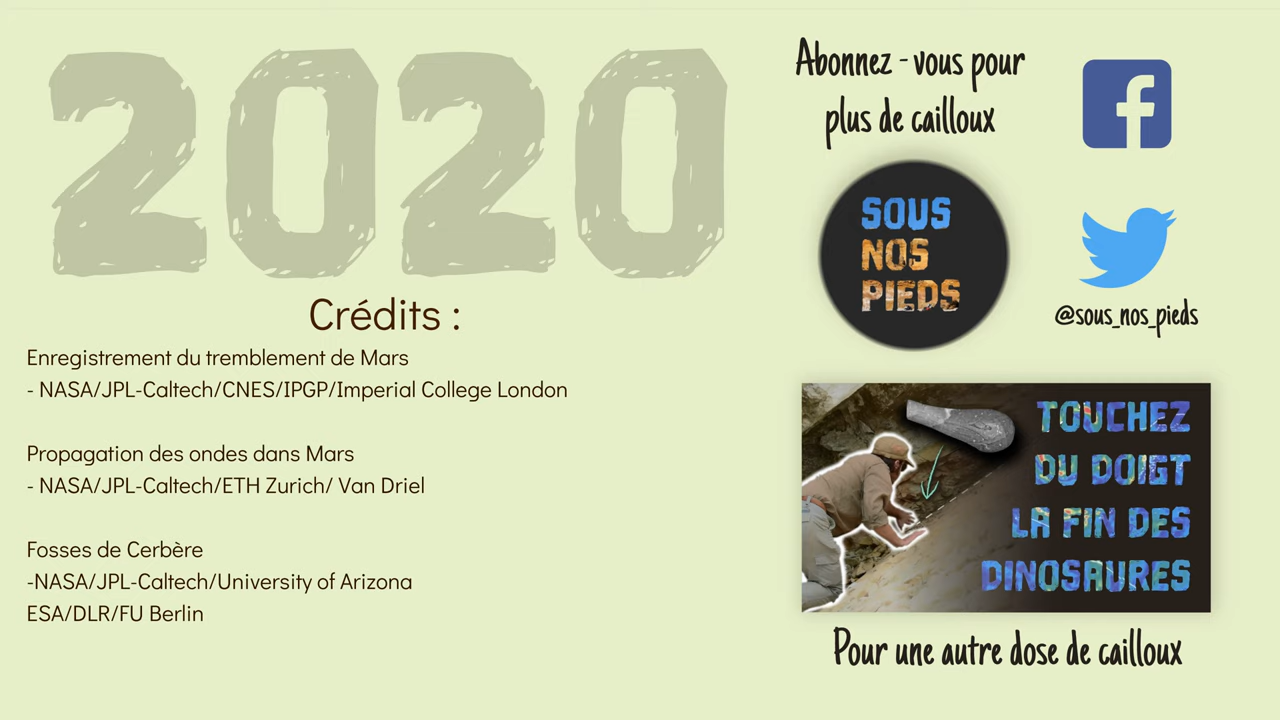 2020
Crédits :
Enregistrement du tremblement de Mars
- NASA/JPL-Caltech/CNES/IPGP/Imperial College London
Propagation des ondes dans Mars
- NASA/JPL-Caltech/ETH Zurich/ Van Driel
Fosses de Cerbère
-NASA/JPL-Caltech/University of Arizona
ESA/DLR/FU Berlin
Abonnez - vous pour
plus de cailloux
SOUS
NOS
PIEDS
@sous_nos_pieds
TOUCHEZ
DU DOIGT
LA FIN DES
DINOSAURES
Pour une autre dose de cailloux